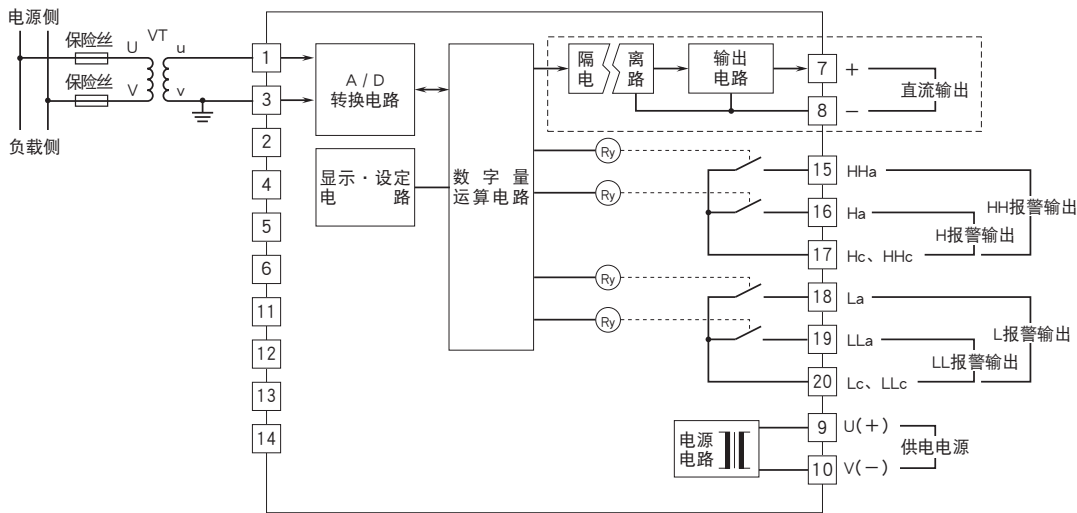 电源侧
保险丝
U
VT
u
保险丝
V
v
负载侧
1
3
2
4
5
6
11
12
13
14
A / D
转换电路
显示·设定
电 路
数 字 量
运算电路
隔 离
电 路
输出
电路
7
+
8
−
直流输出
Ry
Ry
Ry
Ry
15
HHa
16
Ha
17
Hc、HHc
HH报警输出
H报警输出
18
La
19
LLa
20
Lc、LLc
L报警输出
LL报警输出
电源
电路
9
U(+)
10
V(−)
供电电源